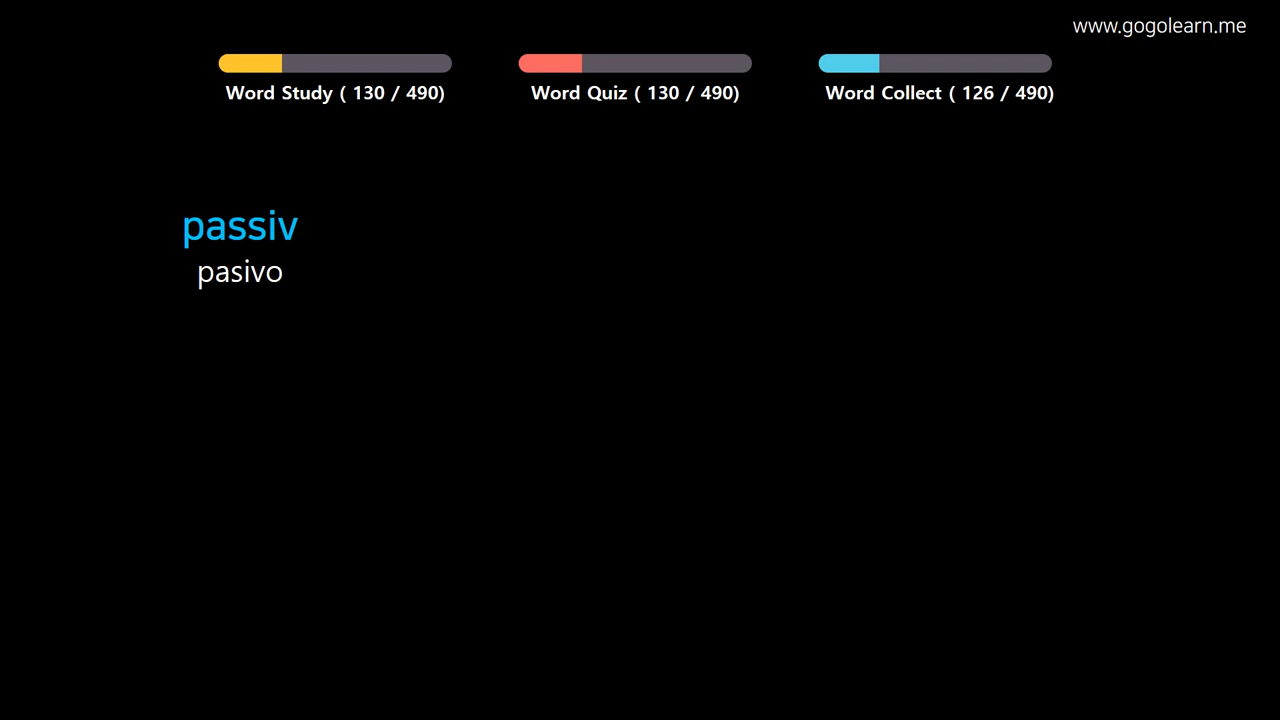 www.gogolearn.me
Word Study ( 130 / 490)
Word Quiz ( 130 / 490)
Word Collect ( 126 / 490)
passiv
pasivo